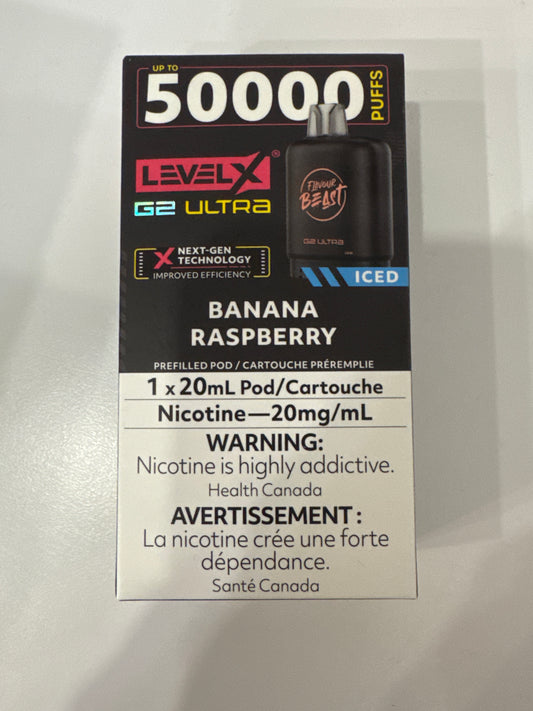 UP TO
50000
PUFFS
LEVELX®
G2 ULTRA
FLAVOUR
BEAST
G2 ULTRA
X NEXT-GEN
TECHNOLOGY
IMPROVED EFFICIENCY
ICED
BANANA
RASPBERRY
PREFILLED POD / CARTOUCHE PRÉREMPLIE
1 x 20mL Pod/Cartouche
Nicotine—20mg/mL
WARNING:
Nicotine is highly addictive.
Health Canada
AVERTISSEMENT :
La nicotine crée une forte
dépendance.
Santé Canada